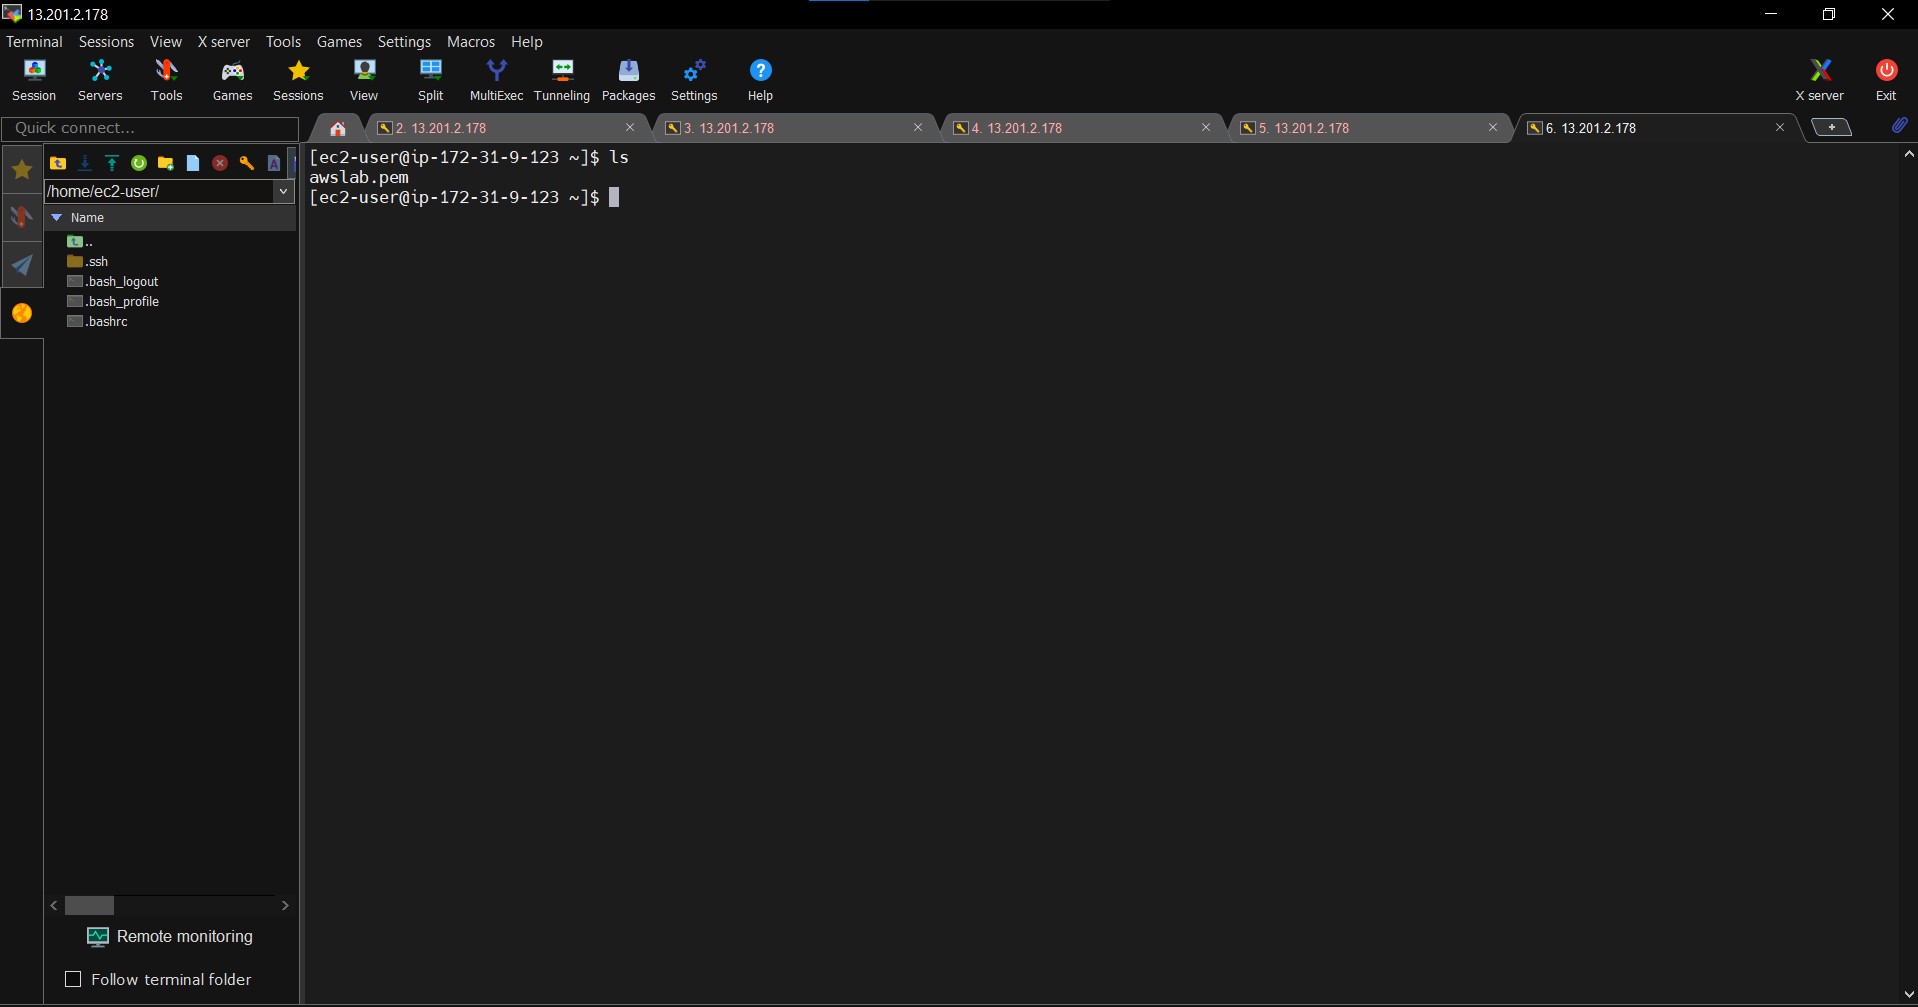 13.201.2.178
Terminal Sessions View X server Tools Games Settings Macros Help
Session Servers Tools Games Sessions View Split MultiExec Tunneling Packages Settings Help X server Exit
Quick connect...
2. 13.201.2.178 3. 13.201.2.178 4. 13.201.2.178 5. 13.201.2.178 6. 13.201.2.178
/home/ec2-user/
Name
..
.ssh
.bash_logout
.bash_profile
.bashrc
[ec2-user@ip-172-31-9-123 ~]$ ls
awslab.pem
[ec2-user@ip-172-31-9-123 ~]$
Remote monitoring
Follow terminal folder